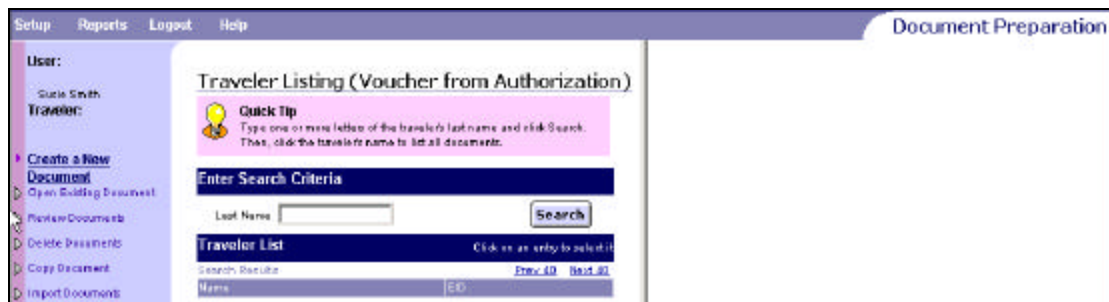 Setup Reports Logout Help
Document Preparation
User:
Suzie Smith
Traveler:
Create a New
Document
Open Existing Document
Review Documents
Delete Documents
Copy Document
Import Documents
Traveler Listing (Voucher from Authorization)
Quick Tip
Type one or more letters of the traveler's last name and click Search.
Then, click the traveler's name to list all documents.
Enter Search Criteria
Last Name Search
Traveler List Click on an entry to select it
Search Results Prev 40 Next 40
Name EID